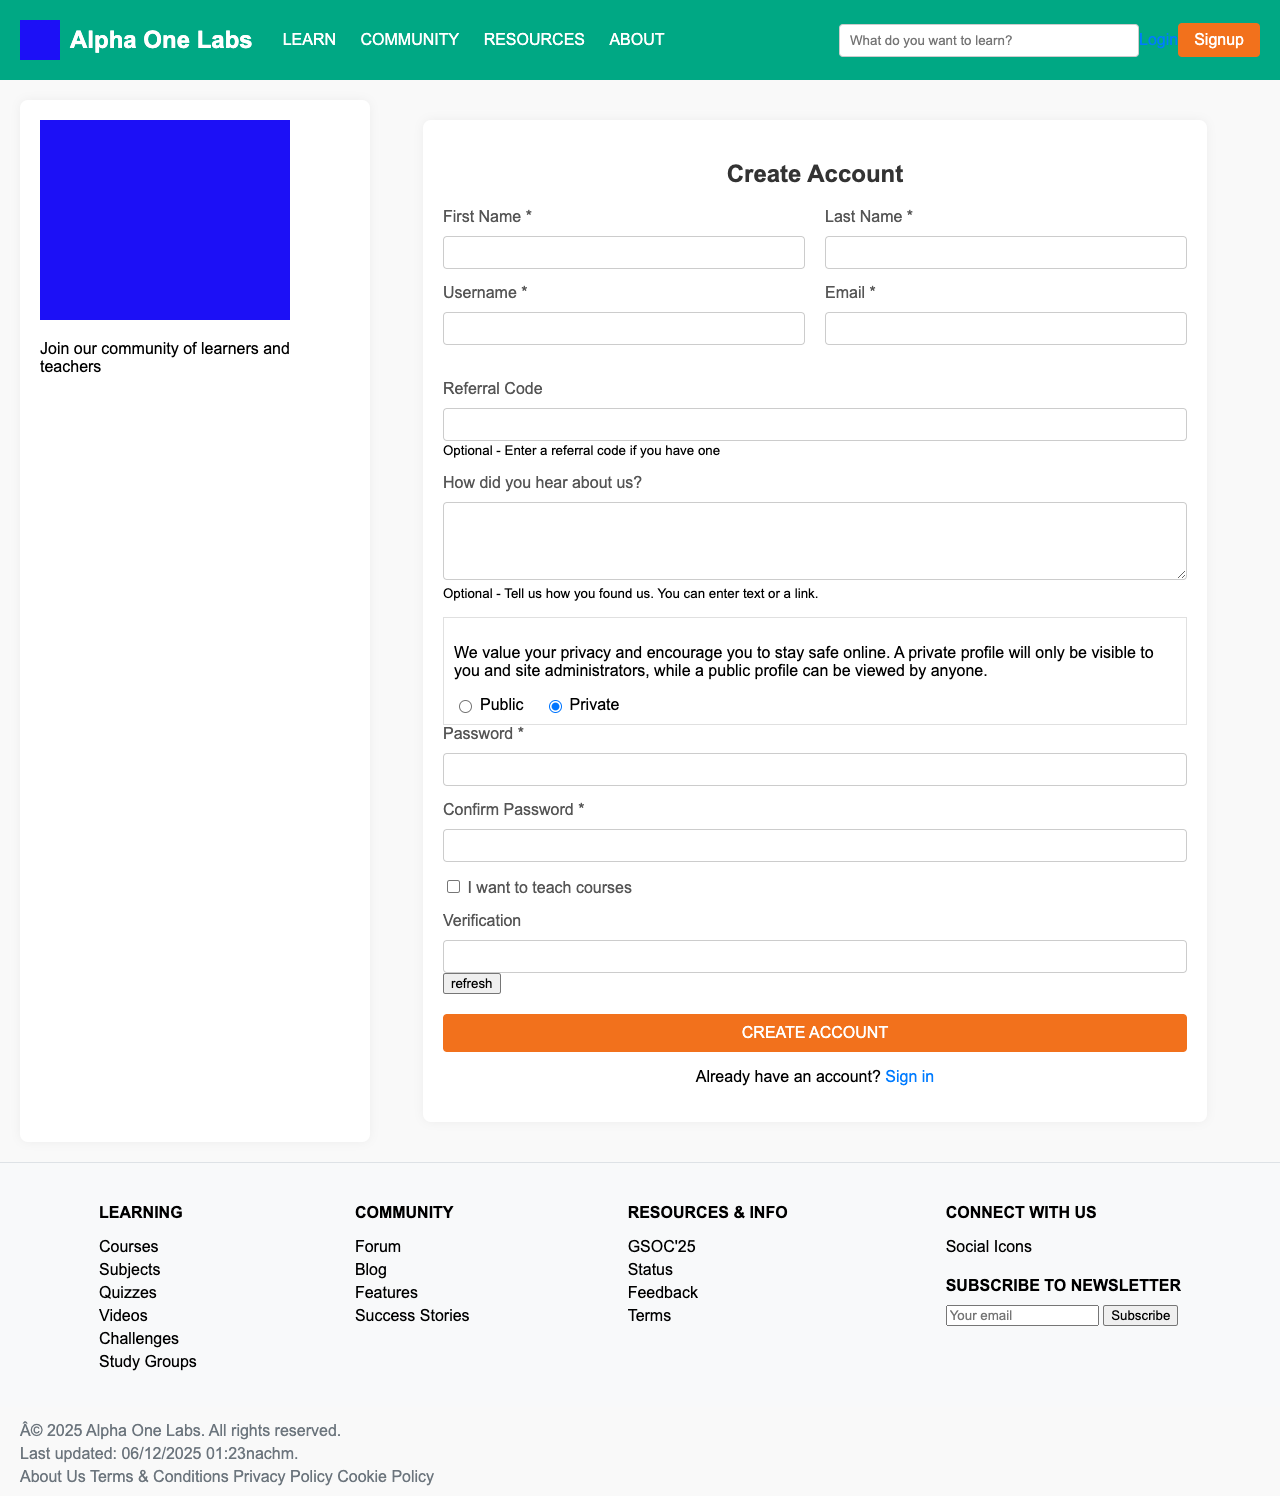 Alpha One Labs LEARN COMMUNITY RESOURCES ABOUT What do you want to learn? Login Signup
Join our community of learners and
teachers
Create Account
First Name * Last Name *
Username * Email *
Referral Code
Optional - Enter a referral code if you have one
How did you hear about us?
Optional - Tell us how you found us. You can enter text or a link.
We value your privacy and encourage you to stay safe online. A private profile will only be visible to
you and site administrators, while a public profile can be viewed by anyone.
Public Private
Password *
Confirm Password *
I want to teach courses
Verification
refresh
CREATE ACCOUNT
Already have an account? Sign in
LEARNING
Courses
Subjects
Quizzes
Videos
Challenges
Study Groups
COMMUNITY
Forum
Blog
Features
Success Stories
RESOURCES & INFO
GSOC'25
Status
Feedback
Terms
CONNECT WITH US
Social Icons
SUBSCRIBE TO NEWSLETTER
Your email Subscribe
Â© 2025 Alpha One Labs. All rights reserved.
Last updated: 06/12/2025 01:23nachm.
About Us Terms & Conditions Privacy Policy Cookie Policy